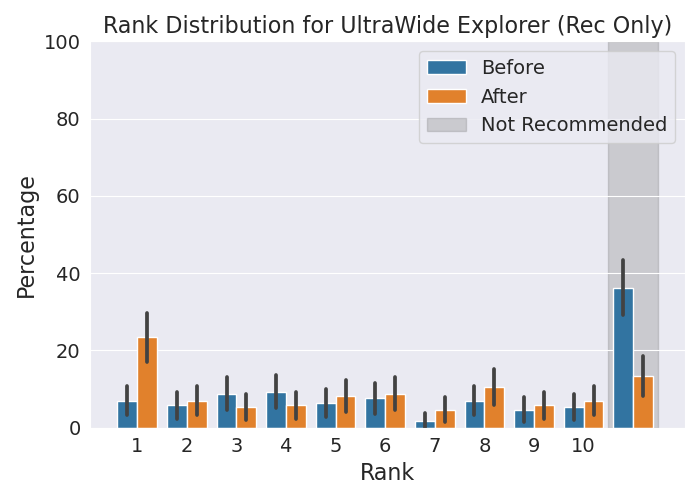 Rank Distribution for UltraWide Explorer (Rec Only)
100
80
60
40
20
0
Percentage
Before
After
Not Recommended
1 2 3 4 5 6 7 8 9 10
Rank